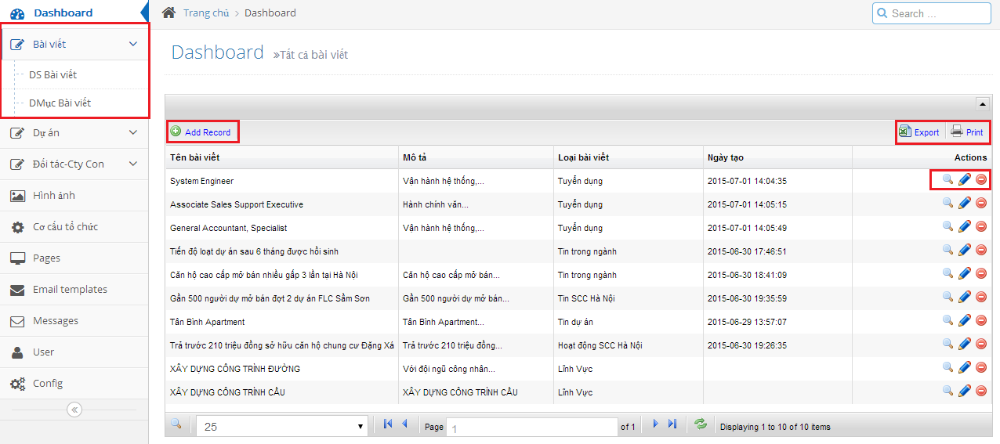 Dashboard
Bài viết
DS Bài viết
DMục Bài viết
Dự án
Đối tác-Cty Con
Hình ảnh
Cơ cấu tổ chức
Pages
Email templates
Messages
User
Config
Trang chủ > Dashboard
Search ...
Dashboard »Tất cả bài viết
Add Record Export Print
Tên bài viết Mô tả Loại bài viết Ngày tạo Actions
System Engineer Vận hành hệ thống,... Tuyển dụng 2015-07-01 14:04:35
Associate Sales Support Executive Hành chính văn... Tuyển dụng 2015-07-01 14:05:15
General Accountant, Specialist Vận hành hệ thống,... Tuyển dụng 2015-07-01 14:05:49
Tiến độ loạt dự án sau 6 tháng được hồi sinh Tin trong ngành 2015-06-30 17:46:51
Căn hộ cao cấp mở bán nhiều gấp 3 lần tại Hà Nội Căn hộ cao cấp mở bán... Tin trong ngành 2015-06-30 18:41:09
Gần 500 người dự mở bán đợt 2 dự án FLC Sầm Sơn Gần 500 người dự mở bán... Tin SCC Hà Nội 2015-06-30 19:35:59
Tân Bình Apartment Tân Bình Apartment... Tin dự án 2015-06-29 13:57:07
Trả trước 210 triệu đồng sở hữu căn hộ chung cư Đặng Xá Trả trước 210 triệu đồng... Hoạt động SCC Hà Nội 2015-06-30 19:26:35
XÂY DỰNG CÔNG TRÌNH ĐƯỜNG Với đội ngũ công nhân... Lĩnh Vực
XÂY DỰNG CÔNG TRÌNH CẦU XÂY DỰNG CÔNG TRÌNH CẦU Lĩnh Vực
25 Page 1 of 1 Displaying 1 to 10 of 10 items